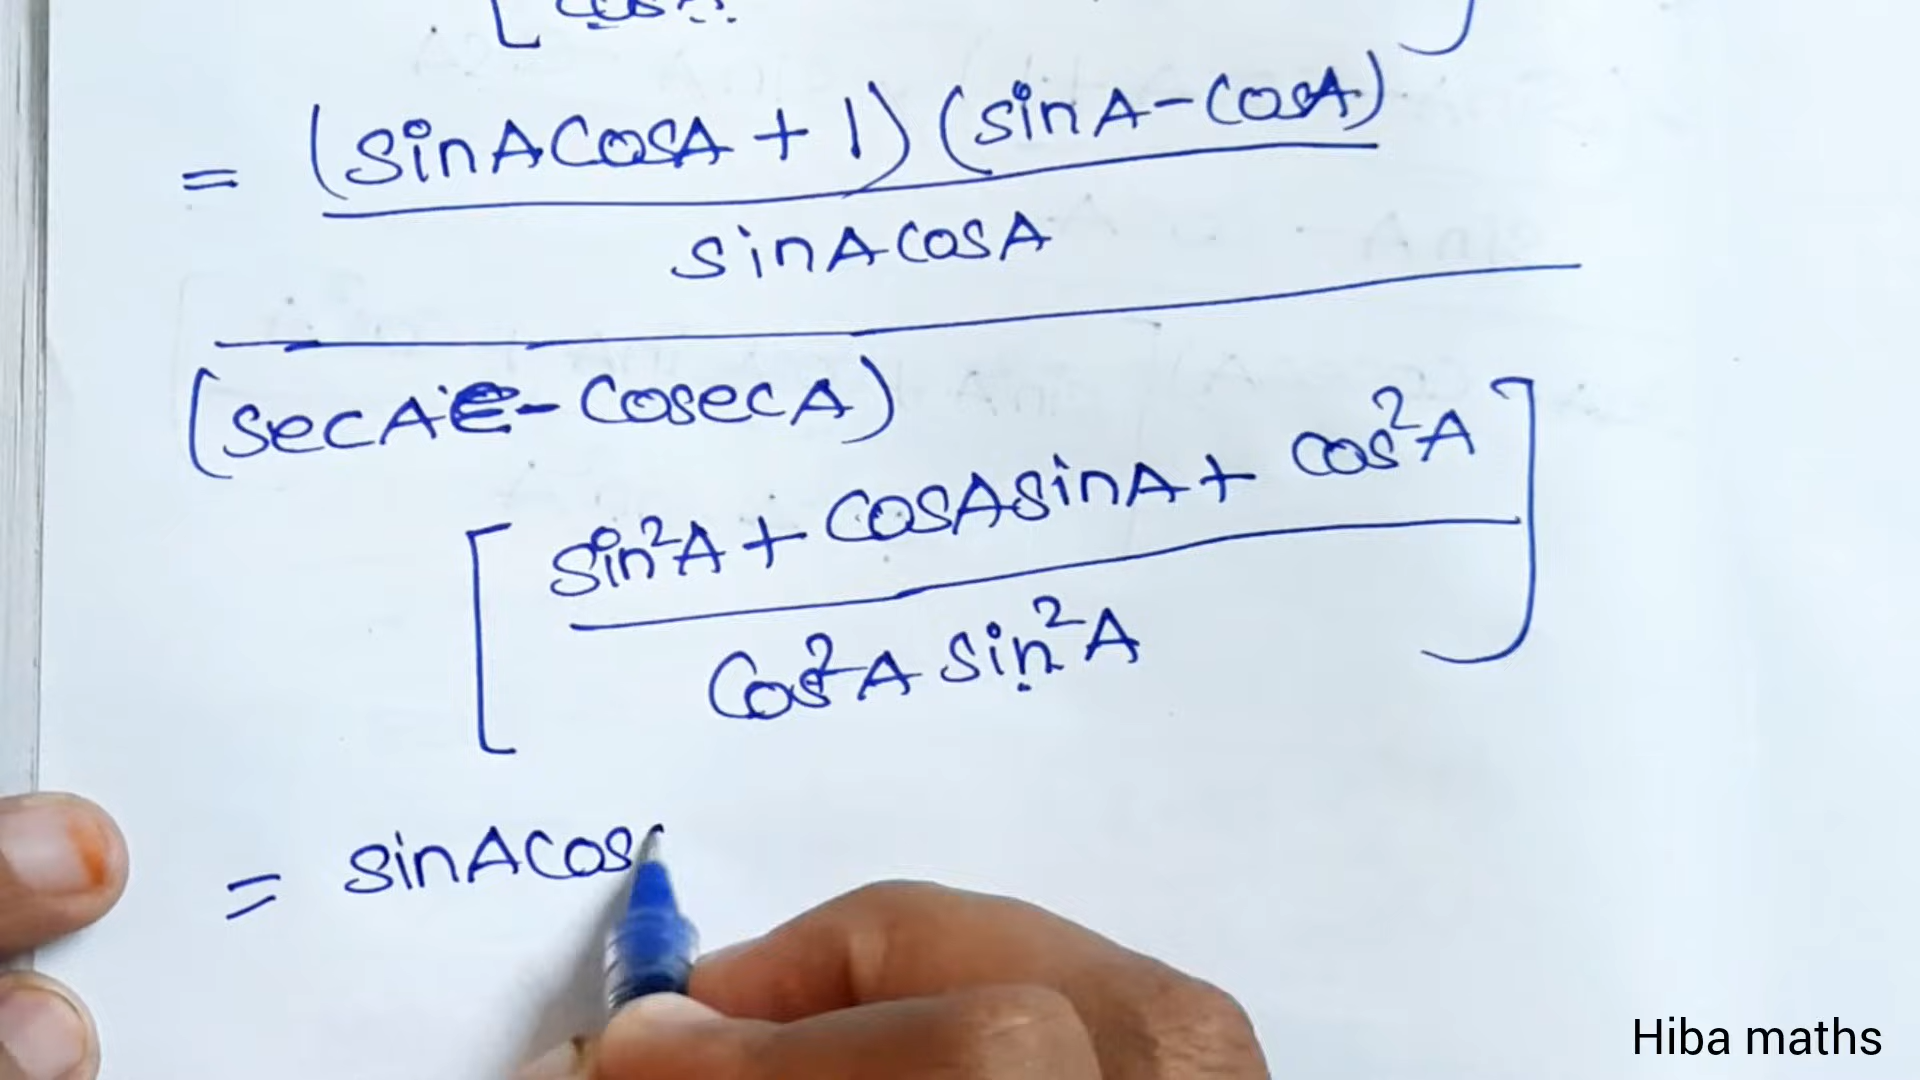 = (sinAcosA + 1) (sinA - cosA)
sinAcosA
(secA - cosecA)
[ sin²A + cosAsinA + cos²A ]
cos²A sin²A
= sinAcos
Hiba maths